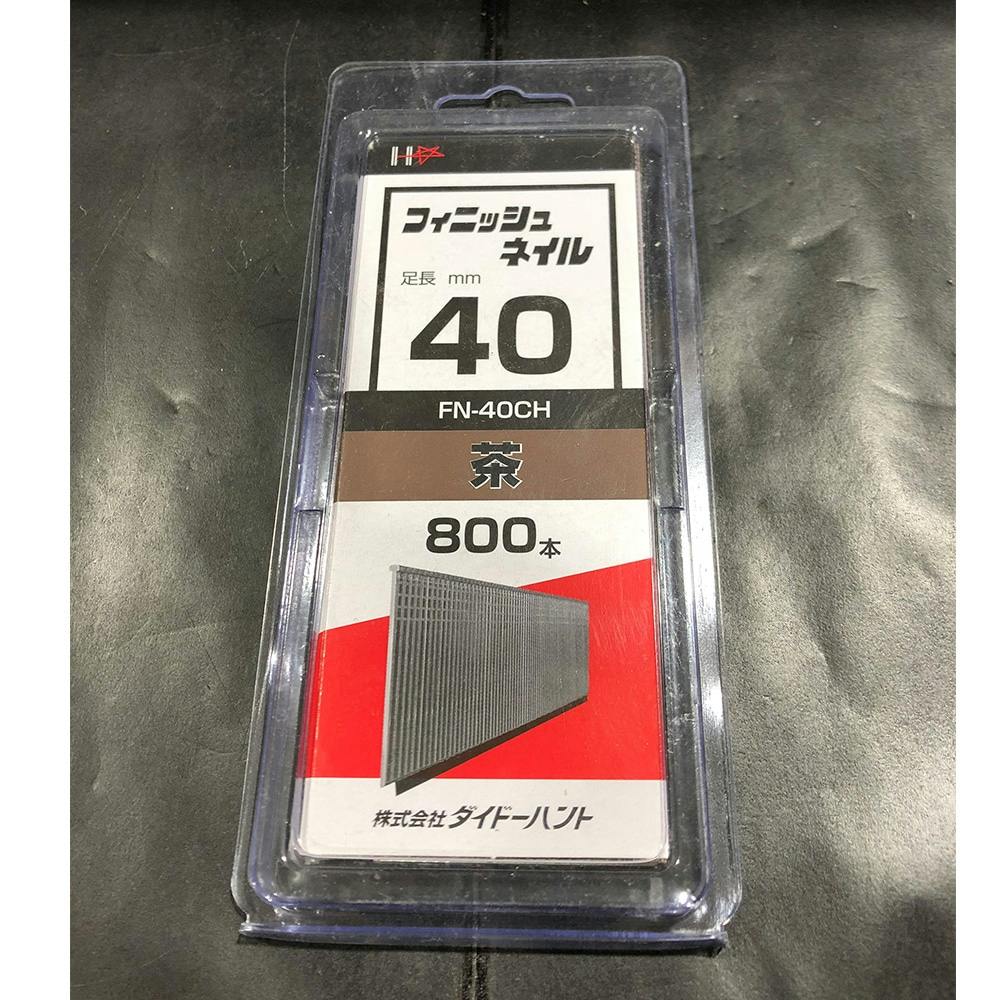 H
フィニッシュ
ネイル
足長 mm
40
FN-40CH
茶
800本
株式会社 ダイドーハント